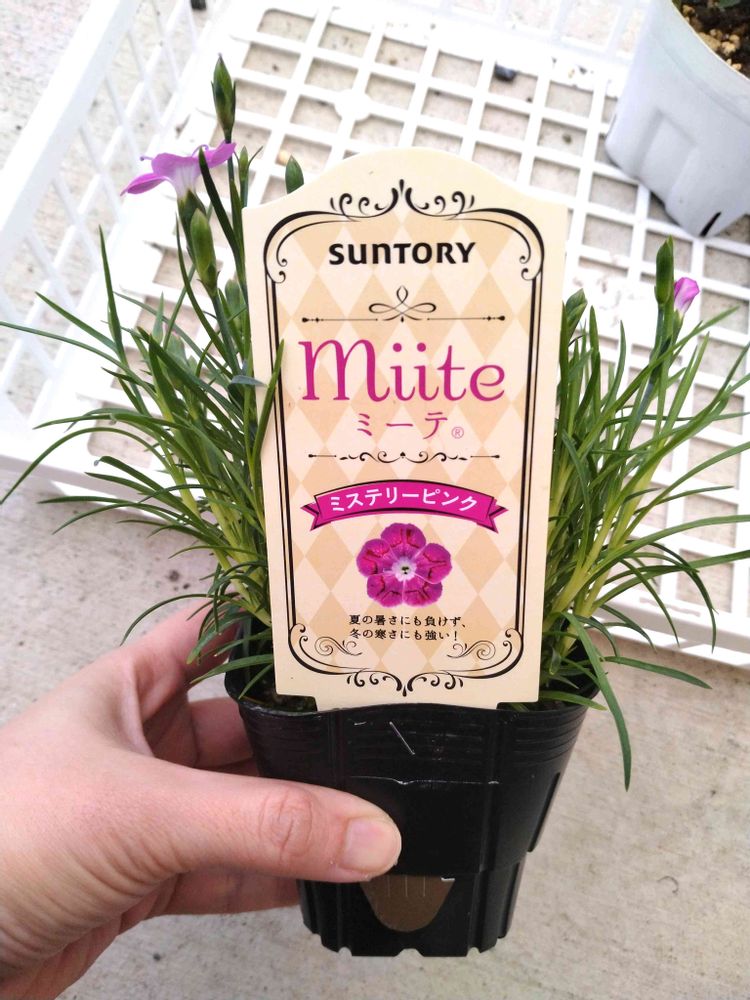 SUNTORY
Miite
ミーテ®
ミステリーピンク
夏の暑さにも負けず、
冬の寒さにも強い！